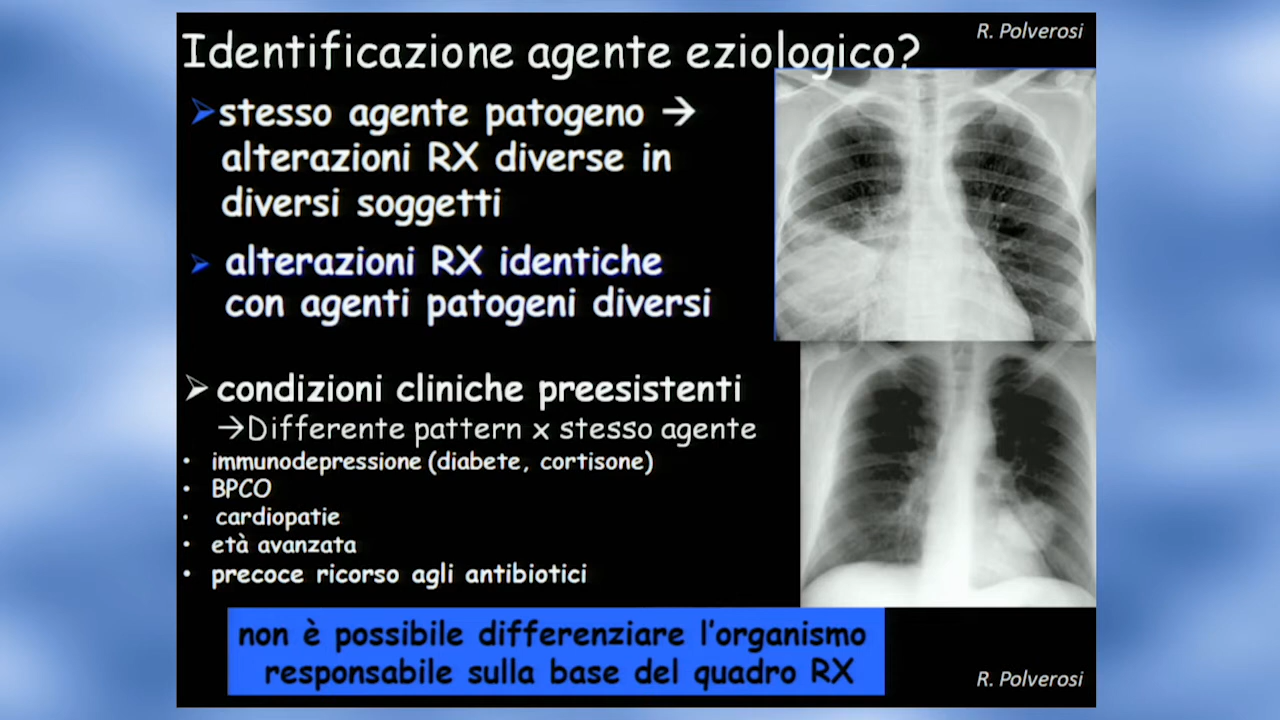 R. Polverosi
Identificazione agente eziologico?
➢stesso agente patogeno →
alterazioni RX diverse in
diversi soggetti
➢ alterazioni RX identiche
con agenti patogeni diversi
➢ condizioni cliniche preesistenti
→Differente pattern x stesso agente
• immunodepressione (diabete, cortisone)
• BPCO
• cardiopatie
• età avanzata
• precoce ricorso agli antibiotici
non è possibile differenziare l'organismo
responsabile sulla base del quadro RX
R. Polverosi